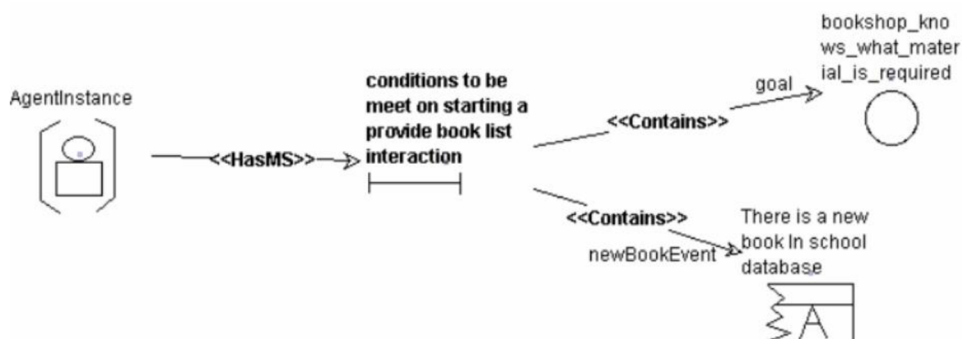 bookshop_kno
ws_what_mater
ial_is_required
AgentInstance
conditions to be
meet on starting a
provide book list
interaction
goal
<<Contains>>
<<HasMS>>
<<Contains>>
newBookEvent
There is a new
book In school
database
A